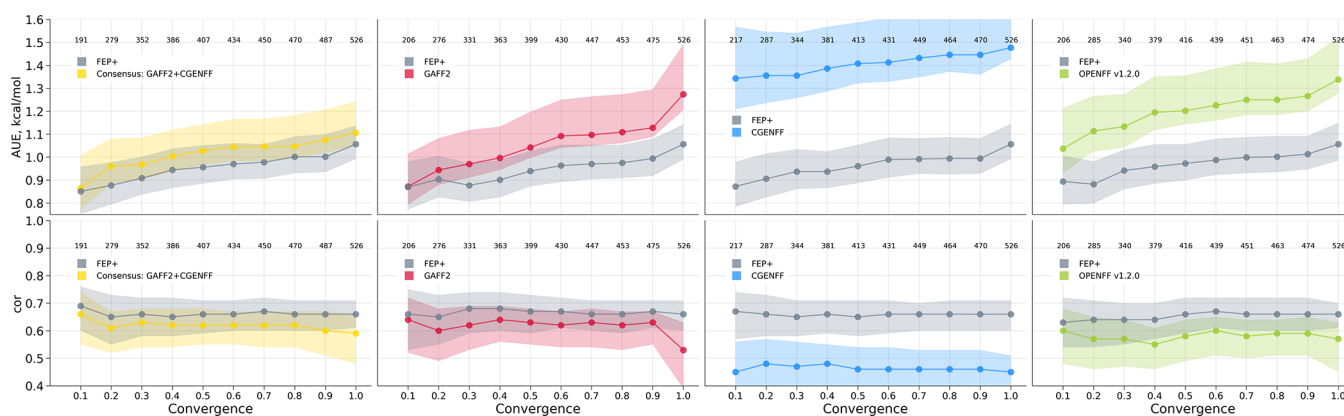 1.6
1.5
1.4
1.3
1.2
1.1
1.0
0.9
0.8
AUE, kcal/mol
191 279 352 386 407 434 450 470 487 526
FEP+
Consensus: GAFF2+CGENFF
206 276 331 363 399 430 447 453 475 526
FEP+
GAFF2
217 287 344 381 413 431 449 464 470 526
FEP+
CGENFF
206 285 340 379 416 439 451 463 474 526
FEP+
OPENFF v1.2.0
1.0
0.9
0.8
0.7
0.6
0.5
0.4
cor
191 279 352 386 407 434 450 470 487 526
FEP+
Consensus: GAFF2+CGENFF
0.1 0.2 0.3 0.4 0.5 0.6 0.7 0.8 0.9 1.0
Convergence
206 276 331 363 399 430 447 453 475 526
FEP+
GAFF2
0.1 0.2 0.3 0.4 0.5 0.6 0.7 0.8 0.9 1.0
Convergence
217 287 344 381 413 431 449 464 470 526
FEP+
CGENFF
0.1 0.2 0.3 0.4 0.5 0.6 0.7 0.8 0.9 1.0
Convergence
206 285 340 379 416 439 451 463 474 526
FEP+
OPENFF v1.2.0
0.1 0.2 0.3 0.4 0.5 0.6 0.7 0.8 0.9 1.0
Convergence